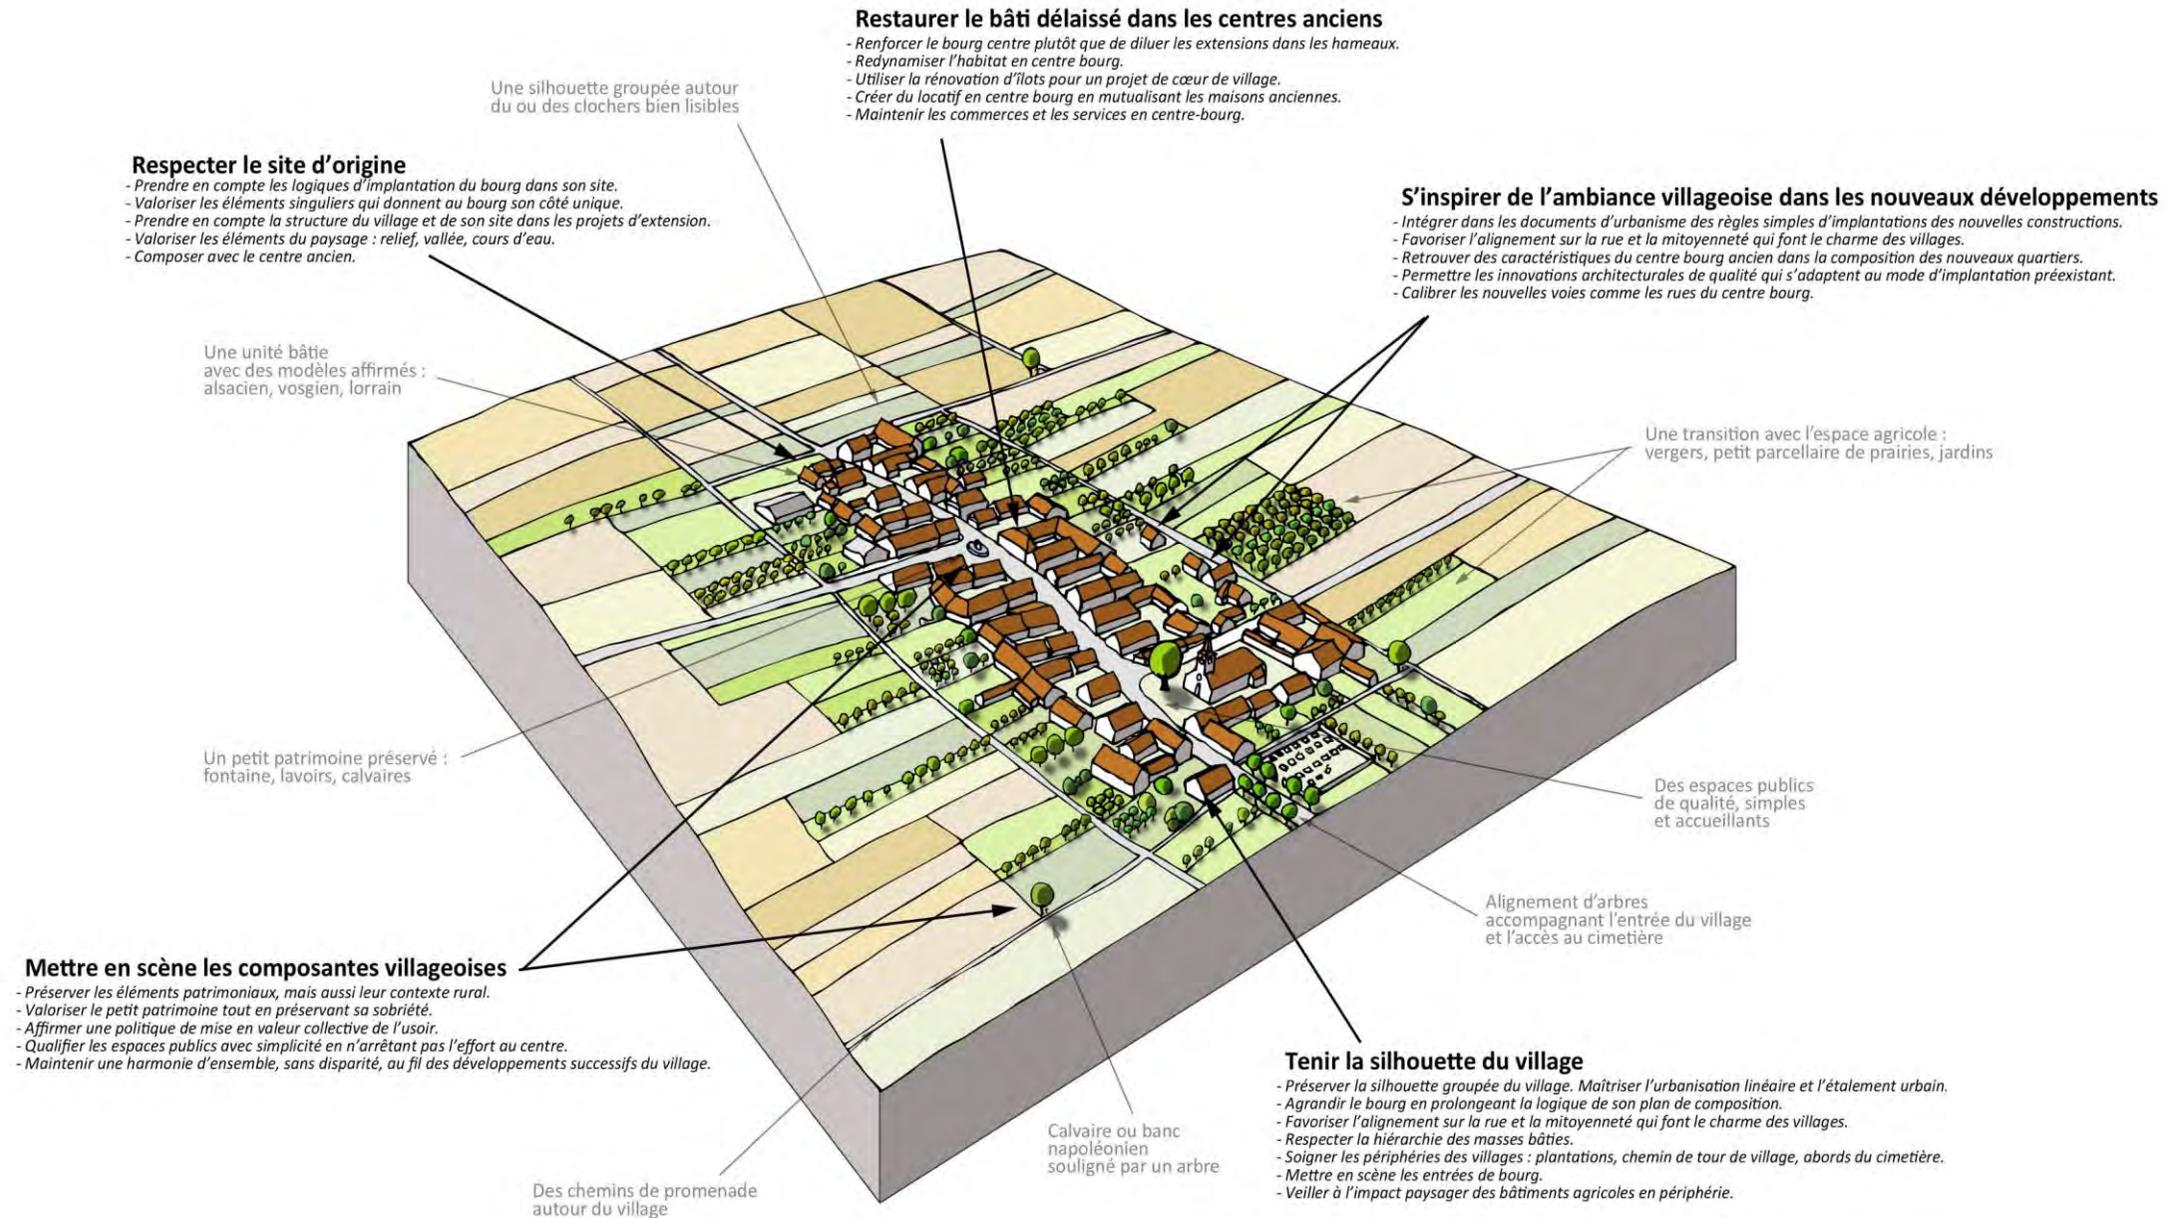 Restaurer le bâti délaissé dans les centres anciens
- Renforcer le bourg centre plutôt que de diluer les extensions dans les hameaux.
- Redynamiser l'habitat en centre bourg.
- Utiliser la rénovation d'îlots pour un projet de cœur de village.
- Créer du locatif en centre bourg en mutualisant les maisons anciennes.
- Maintenir les commerces et les services en centre-bourg.
Une silhouette groupée autour
du ou des clochers bien lisibles
Respecter le site d'origine
- Prendre en compte les logiques d'implantation du bourg dans son site.
- Valoriser les éléments singuliers qui donnent au bourg son côté unique.
- Prendre en compte la structure du village et de son site dans les projets d'extension.
- Valoriser les éléments du paysage : relief, vallée, cours d'eau.
- Composer avec le centre ancien.
S'inspirer de l'ambiance villageoise dans les nouveaux développements
- Intégrer dans les documents d'urbanisme des règles simples d'implantations des nouvelles constructions.
- Favoriser l'alignement sur la rue et la mitoyenneté qui font le charme des villages.
- Retrouver des caractéristiques du centre bourg ancien dans la composition des nouveaux quartiers.
- Permettre les innovations architecturales de qualité qui s'adaptent au mode d'implantation préexistant.
- Calibrer les nouvelles voies comme les rues du centre bourg.
Une unité bâtie
avec des modèles affirmés :
alsacien, vosgien, lorrain
Une transition avec l'espace agricole :
vergers, petit parcellaire de prairies, jardins
Un petit patrimoine préservé :
fontaine, lavoirs, calvaires
Des espaces publics
de qualité, simples
et accueillants
Alignement d'arbres
accompagnant l'entrée du village
et l'accès au cimetière
Mettre en scène les composantes villageoises
- Préserver les éléments patrimoniaux, mais aussi leur contexte rural.
- Valoriser le petit patrimoine tout en préservant sa sobriété.
- Affirmer une politique de mise en valeur collective de l'usoir.
- Qualifier les espaces publics avec simplicité en n'arrêtant pas l'effort au centre.
- Maintenir une harmonie d'ensemble, sans disparité, au fil des développements successifs du village.
Tenir la silhouette du village
- Préserver la silhouette groupée du village. Maîtriser l'urbanisation linéaire et l'étalement urbain.
- Agrandir le bourg en prolongeant la logique de son plan de composition.
- Favoriser l'alignement sur la rue et la mitoyenneté qui font le charme des villages.
- Respecter la hiérarchie des masses bâties.
- Soigner les périphéries des villages : plantations, chemin de tour de village, abords du cimetière.
- Mettre en scène les entrées de bourg.
- Veiller à l'impact paysager des bâtiments agricoles en périphérie.
Calvaire ou banc
napoléonien
souligné par un arbre
Des chemins de promenade
autour du village